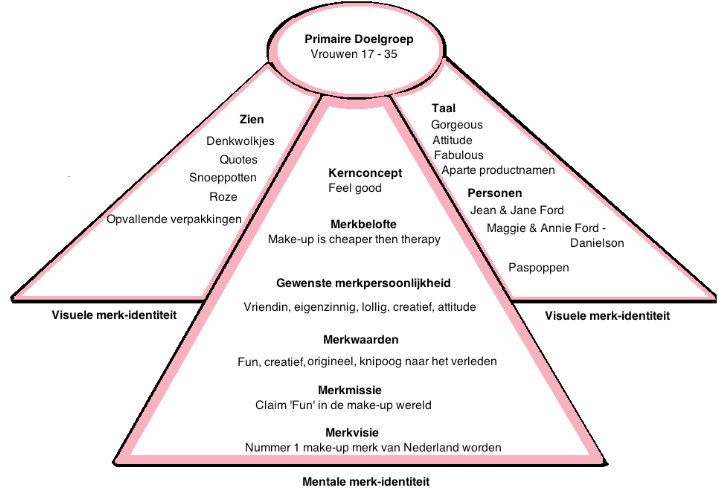 Primaire Doelgroep
Vrouwen 17 - 35
Zien
Denkwolkjes
Quotes
Snoeppotten
Roze
Opvallende verpakkingen
Visuele merk-identiteit
Kernconcept
Feel good
Merkbelofte
Make-up is cheaper then therapy
Gewenste merkpersoonlijkheid
Vriendin, eigenzinnig, lollig, creatief, attitude
Merkwaarden
Fun, creatief, origineel, knipoog naar het verleden
Merkmissie
Claim 'Fun' in de make-up wereld
Merkvisie
Nummer 1 make-up merk van Nederland worden
Mentale merk-identiteit
Taal
Gorgeous
Attitude
Fabulous
Aparte productnamen
Personen
Jean & Jane Ford
Maggie & Annie Ford -
Danielson
Paspoppen
Visuele merk-identiteit